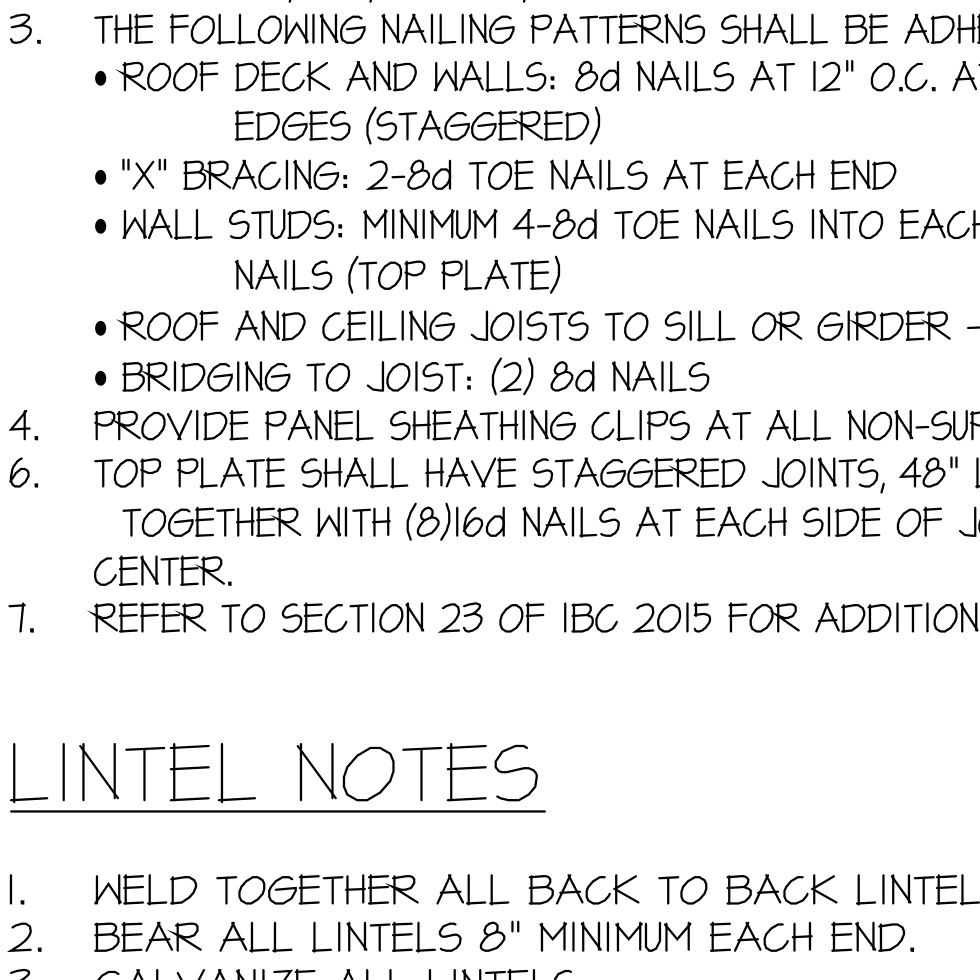 3. THE FOLLOWING NAILING PATTERNS SHALL BE
• ROOF DECK AND WALLS: 8d NAILS AT 12" O.C.
EDGES (STAGGERED)
• "X" BRACING: 2-8d TOE NAILS AT EACH END
• WALL STUDS: MINIMUM 4-8d TOE NAILS INTO EACH
NAILS (TOP PLATE)
• ROOF AND CEILING JOISTS TO SILL OR GIRDER -
• BRIDGING TO JOIST: (2) 8d NAILS
4. PROVIDE PANEL SHEATHING CLIPS AT ALL
6. TOP PLATE SHALL HAVE STAGGERED JOINTS, 48"
TOGETHER WITH (8)16d NAILS AT EACH SIDE OF
CENTER.
7. REFER TO SECTION 23 OF IBC 2015 FOR
LINTEL NOTES
1. WELD TOGETHER ALL BACK TO BACK LINTEL
2. BEAR ALL LINTELS 8" MINIMUM EACH END.
3. GALVANIZE ALL LINTELS